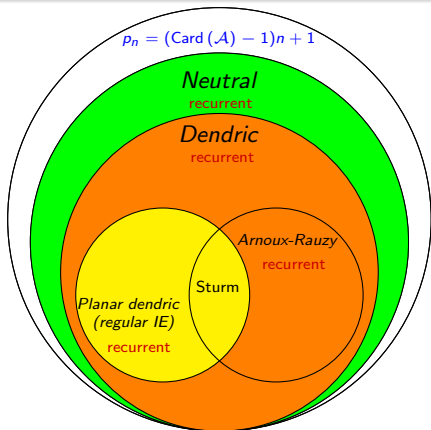 pₙ = (Card (𝒜) − 1)n + 1
Neutral
recurrent
Dendric
recurrent
Arnoux-Rauzy
recurrent
Sturm
Planar dendric
(regular IE)
recurrent